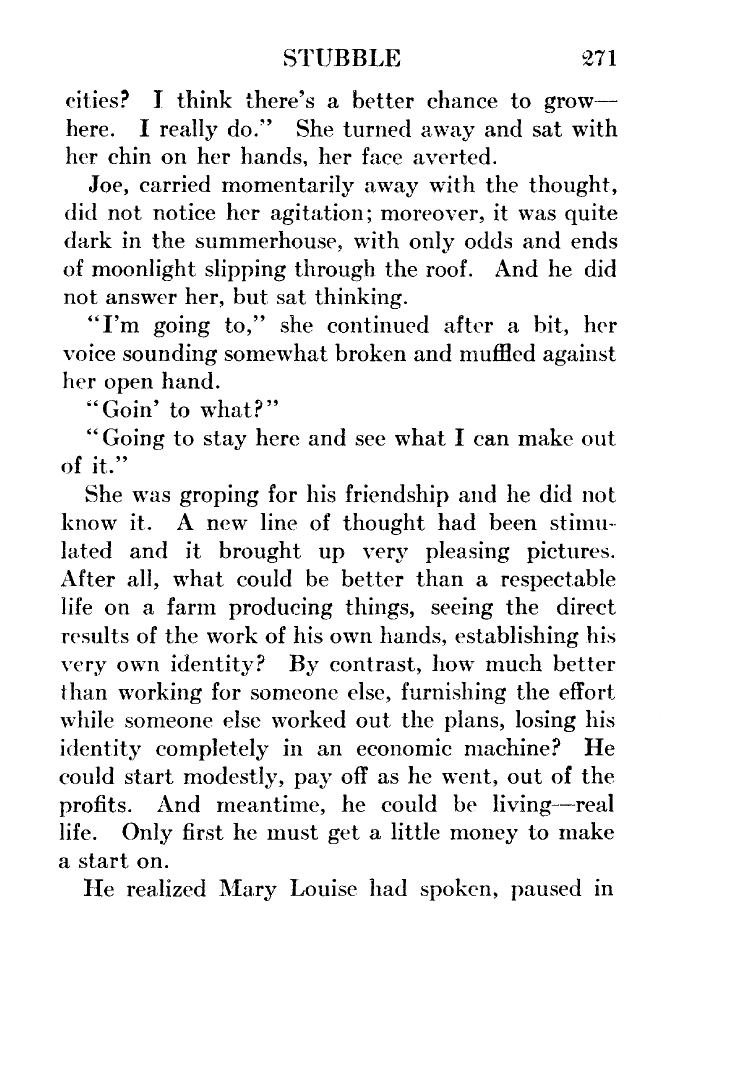 STUBBLE 271
cities? I think there's a better chance to grow—
here. I really do." She turned away and sat with
her chin on her hands, her face averted.
Joe, carried momentarily away with the thought,
did not notice her agitation; moreover, it was quite
dark in the summerhouse, with only odds and ends
of moonlight slipping through the roof. And he did
not answer her, but sat thinking.
"I'm going to," she continued after a bit, her
voice sounding somewhat broken and muffled against
her open hand.
"Goin' to what?"
"Going to stay here and see what I can make out
of it."
She was groping for his friendship and he did not
know it. A new line of thought had been stimu-
lated and it brought up very pleasing pictures.
After all, what could be better than a respectable
life on a farm producing things, seeing the direct
results of the work of his own hands, establishing his
very own identity? By contrast, how much better
than working for someone else, furnishing the effort
while someone else worked out the plans, losing his
identity completely in an economic machine? He
could start modestly, pay off as he went, out of the
profits. And meantime, he could be living—real
life. Only first he must get a little money to make
a start on.
He realized Mary Louise had spoken, paused in